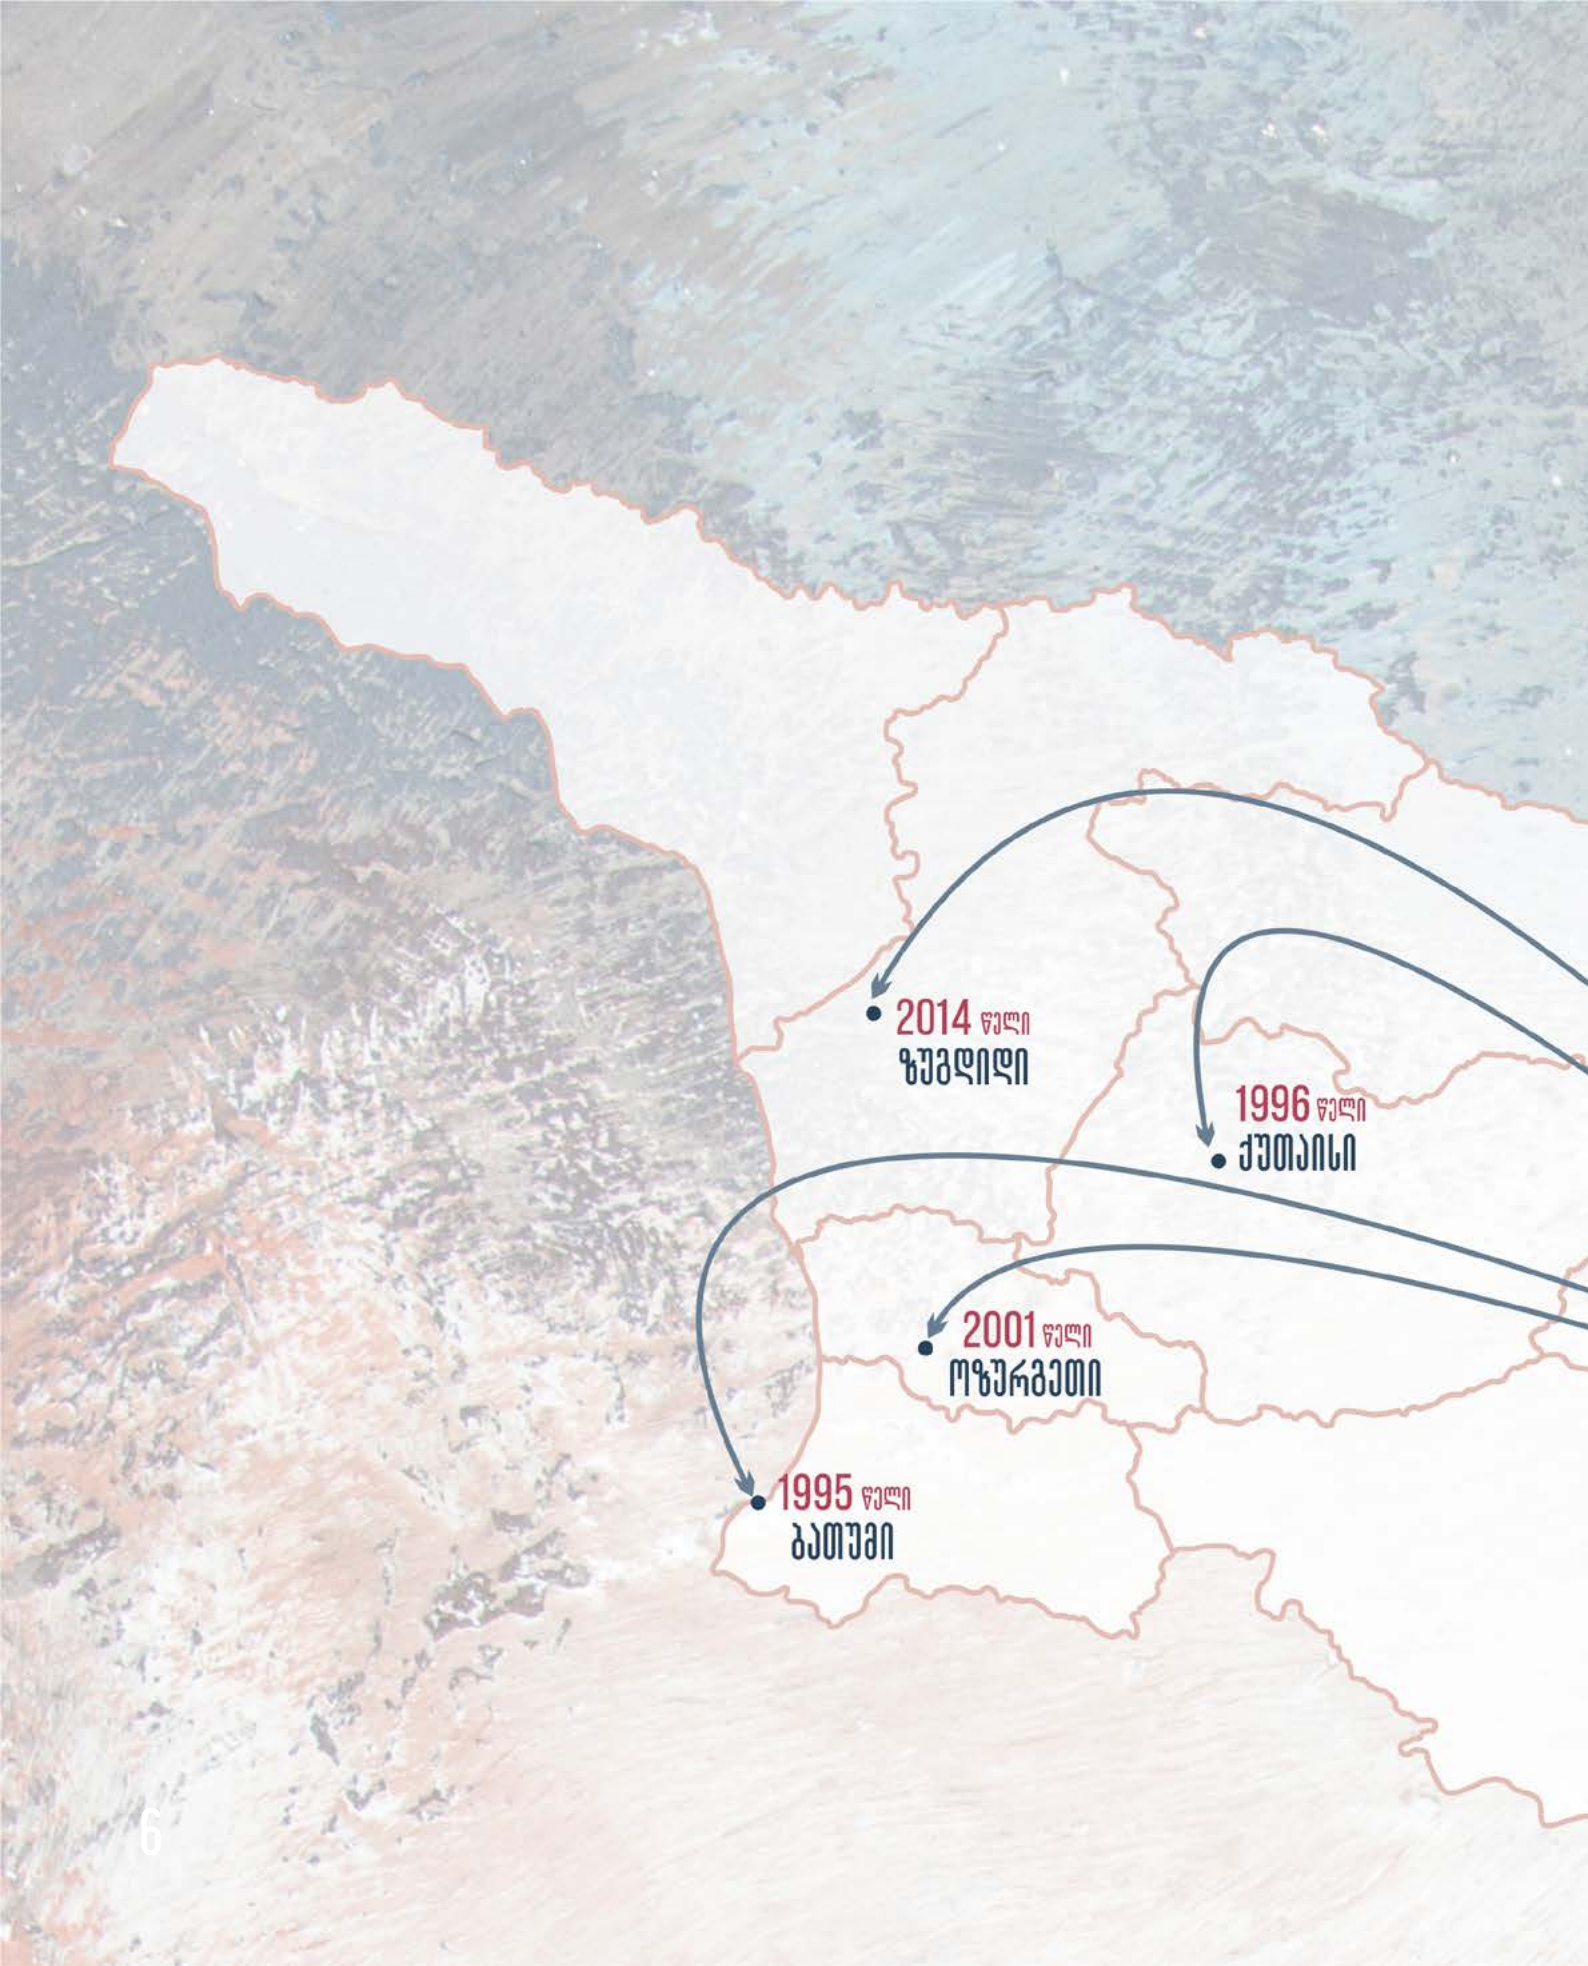 2014 წელი
ზუგდიდი
1996 წელი
ქუთაისი
2001 წელი
ოზურგეთი
1995 წელი
ბათუმი
6